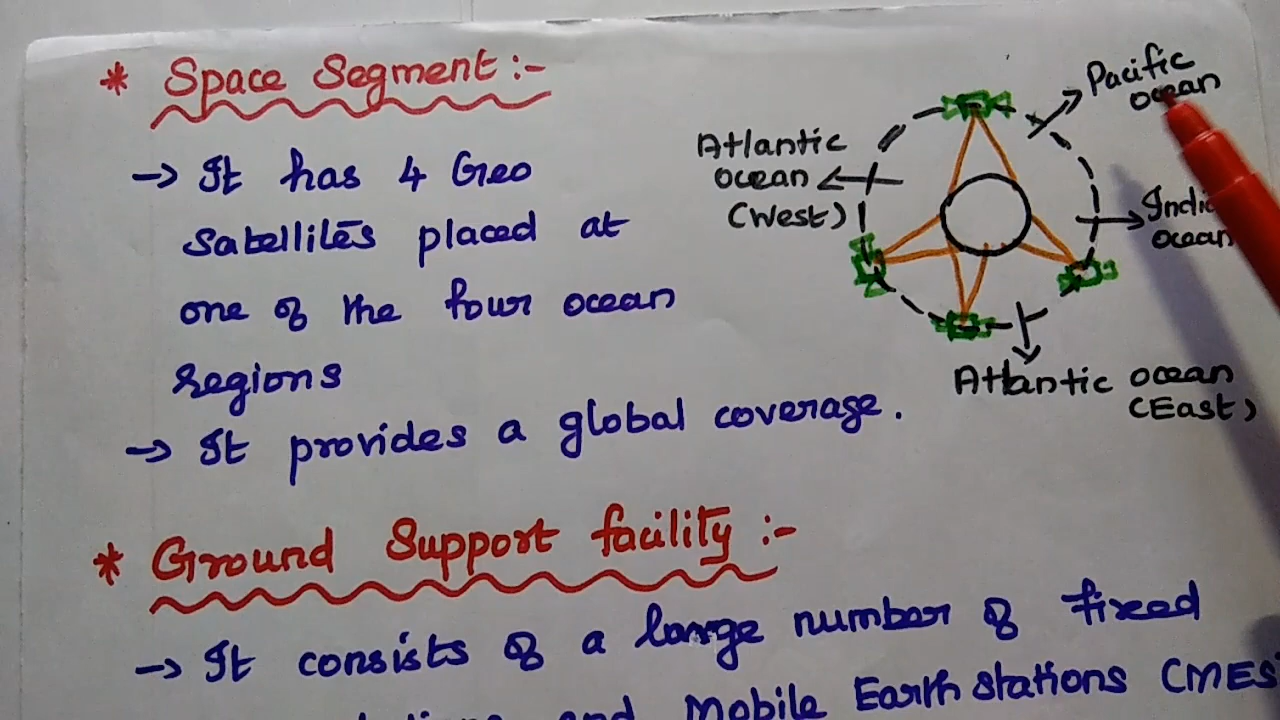 * Space Segment :-
→ It has 4 Geo
satellites placed at
one of the four ocean
regions
→ It provides a global coverage.
Pacific
ocean
Atlantic
ocean
(West)
ocean
Atlantic ocean
(East)
* Ground Support facility :-
→ It consists of a large number of fixed
and Mobile Earth stations (MES